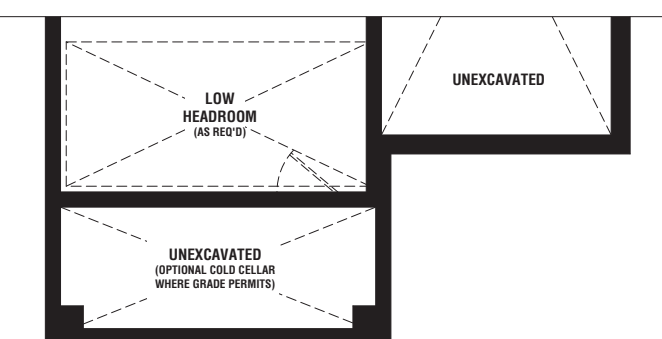 LOW
HEADROOM
(AS REQ'D)
UNEXCAVATED
UNEXCAVATED
(OPTIONAL COLD CELLAR
WHERE GRADE PERMITS)